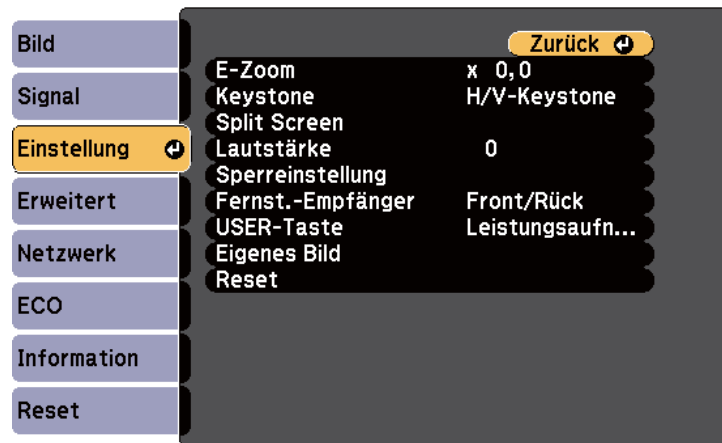 Bild
Signal
Einstellung
Erweitert
Netzwerk
ECO
Information
Reset
Zurück
E-Zoom x 0,0
Keystone H/V-Keystone
Split Screen
Lautstärke 0
Sperreinstellung
Fernst.-Empfänger Front/Rück
USER-Taste Leistungsaufn...
Eigenes Bild
Reset